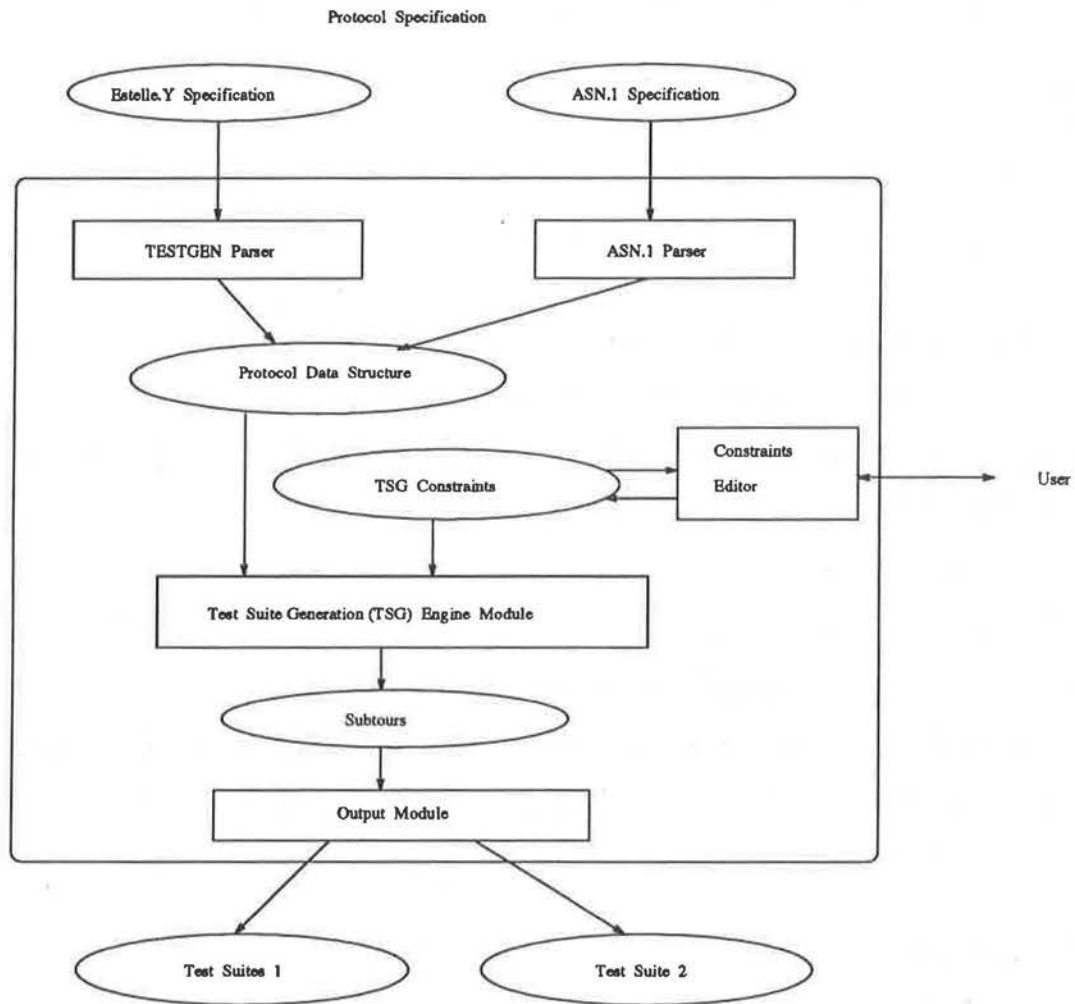 Protocol Specification
Estelle.Y Specification
ASN.1 Specification
TESTGEN Parser
ASN.1 Parser
Protocol Data Structure
Constraints
Editor
User
TSG Constraints
Test Suite Generation (TSG) Engine Module
Subtours
Output Module
Test Suites 1
Test Suite 2